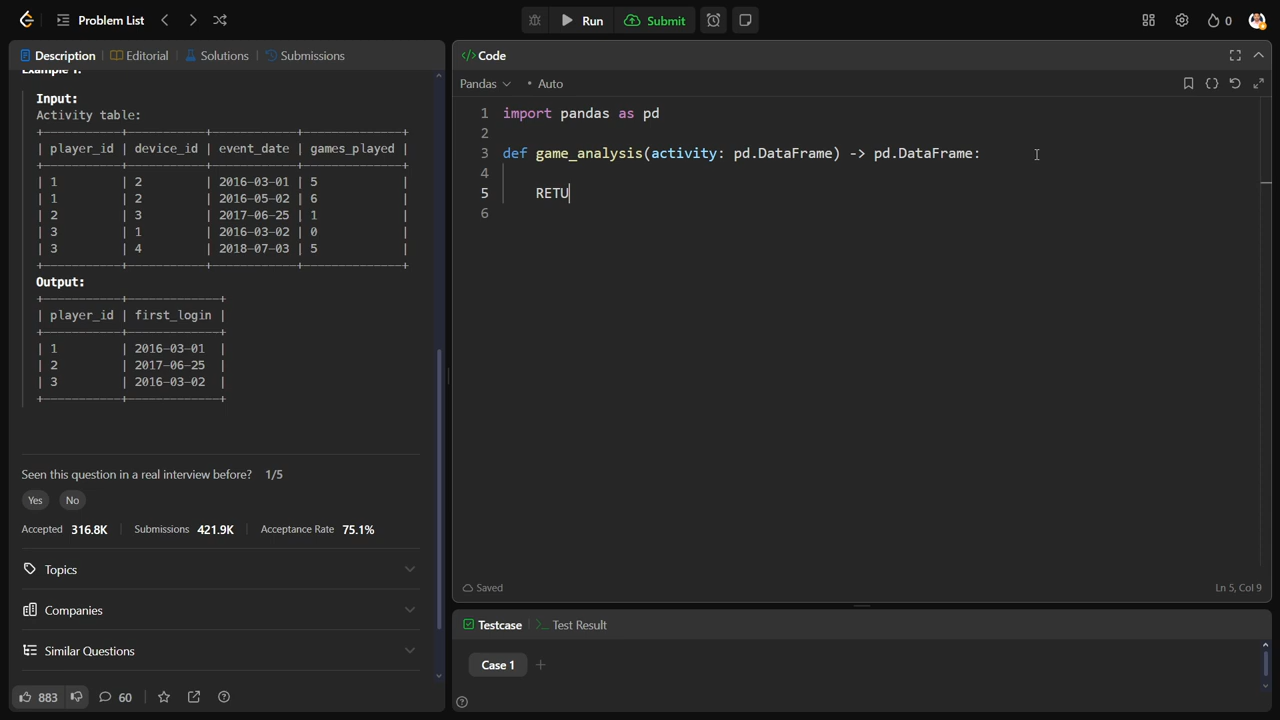 Problem List
Run
Submit
0
Description
Editorial
Solutions
Submissions
Example 1:
Input:
Activity table:
+-----------+-----------+------------+--------------+
| player_id | device_id | event_date | games_played |
+-----------+-----------+------------+--------------+
| 1 | 2 | 2016-03-01 | 5 |
| 1 | 2 | 2016-05-02 | 6 |
| 2 | 3 | 2017-06-25 | 1 |
| 3 | 1 | 2016-03-02 | 0 |
| 3 | 4 | 2018-07-03 | 5 |
+-----------+-----------+------------+--------------+
Output:
+-----------+-------------+
| player_id | first_login |
+-----------+-------------+
| 1 | 2016-03-01 |
| 2 | 2017-06-25 |
| 3 | 2016-03-02 |
+-----------+-------------+
Seen this question in a real interview before? 1/5
Yes No
Accepted 316.8K Submissions 421.9K Acceptance Rate 75.1%
Topics
Companies
Similar Questions
883 60
</> Code
Pandas • Auto
1 import pandas as pd
2
3 def game_analysis(activity: pd.DataFrame) -> pd.DataFrame:
4
5 RETU
6
Saved
Ln 5, Col 9
Testcase
Test Result
Case 1 +